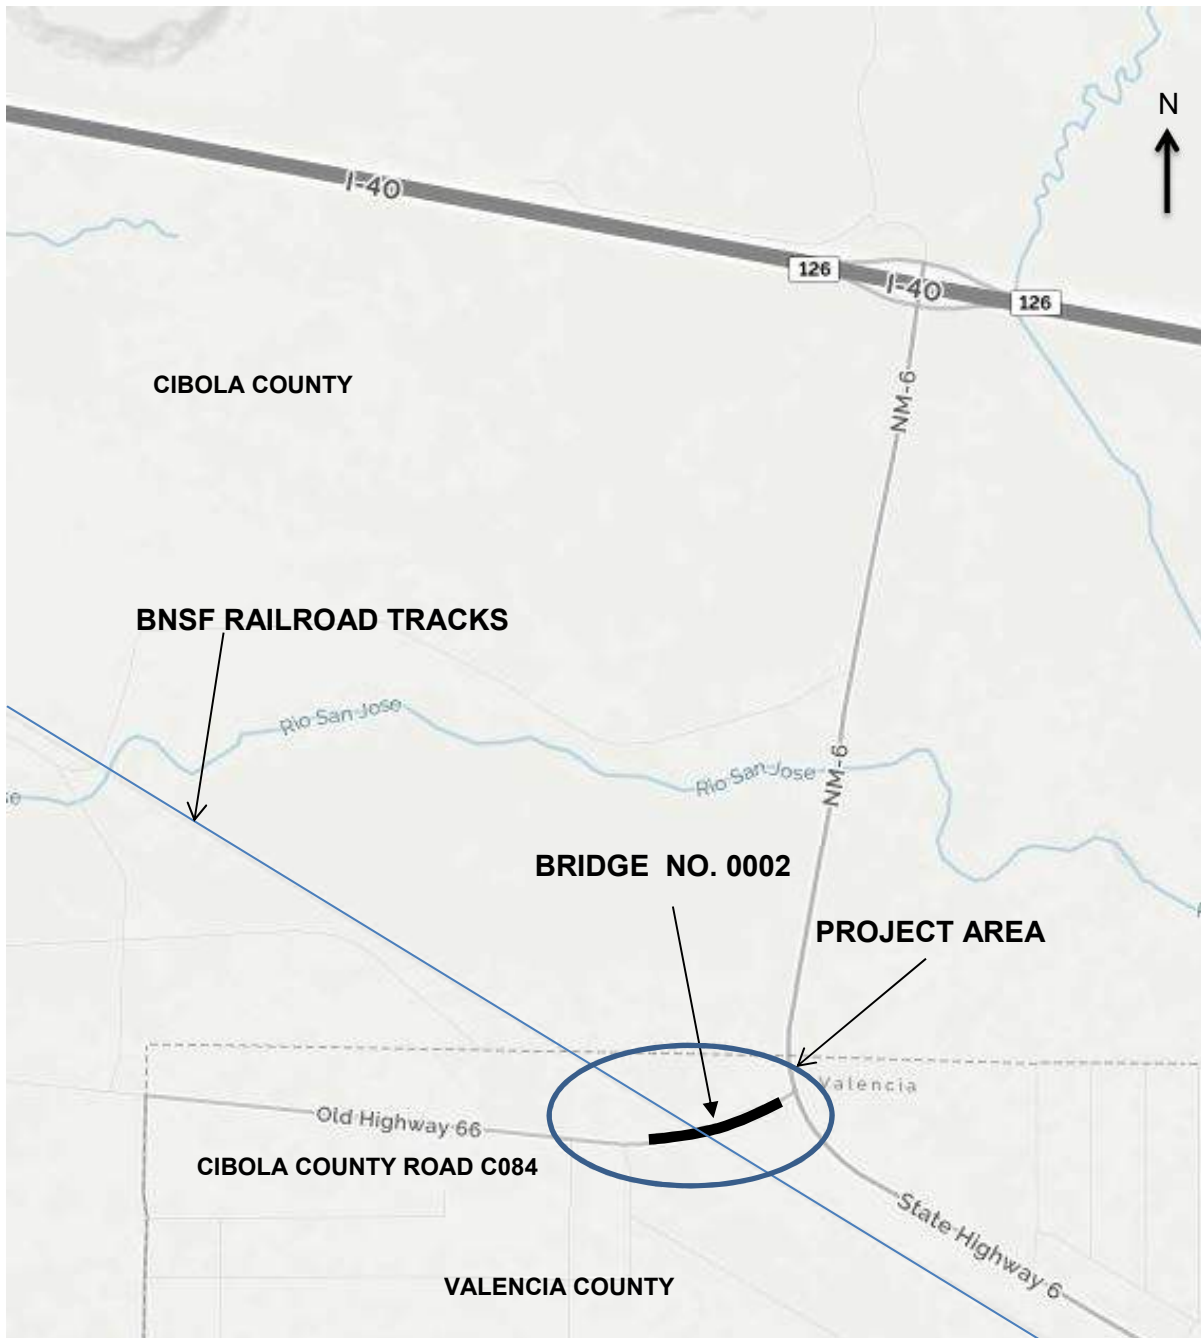 N
I-40
126
I-40
126
CIBOLA COUNTY
NM-6
BNSF RAILROAD TRACKS
Rio San Jose
Rio San Jose
NM-6
BRIDGE NO. 0002
PROJECT AREA
Valencia
Old Highway 66
CIBOLA COUNTY ROAD C084
State Highway 6
VALENCIA COUNTY